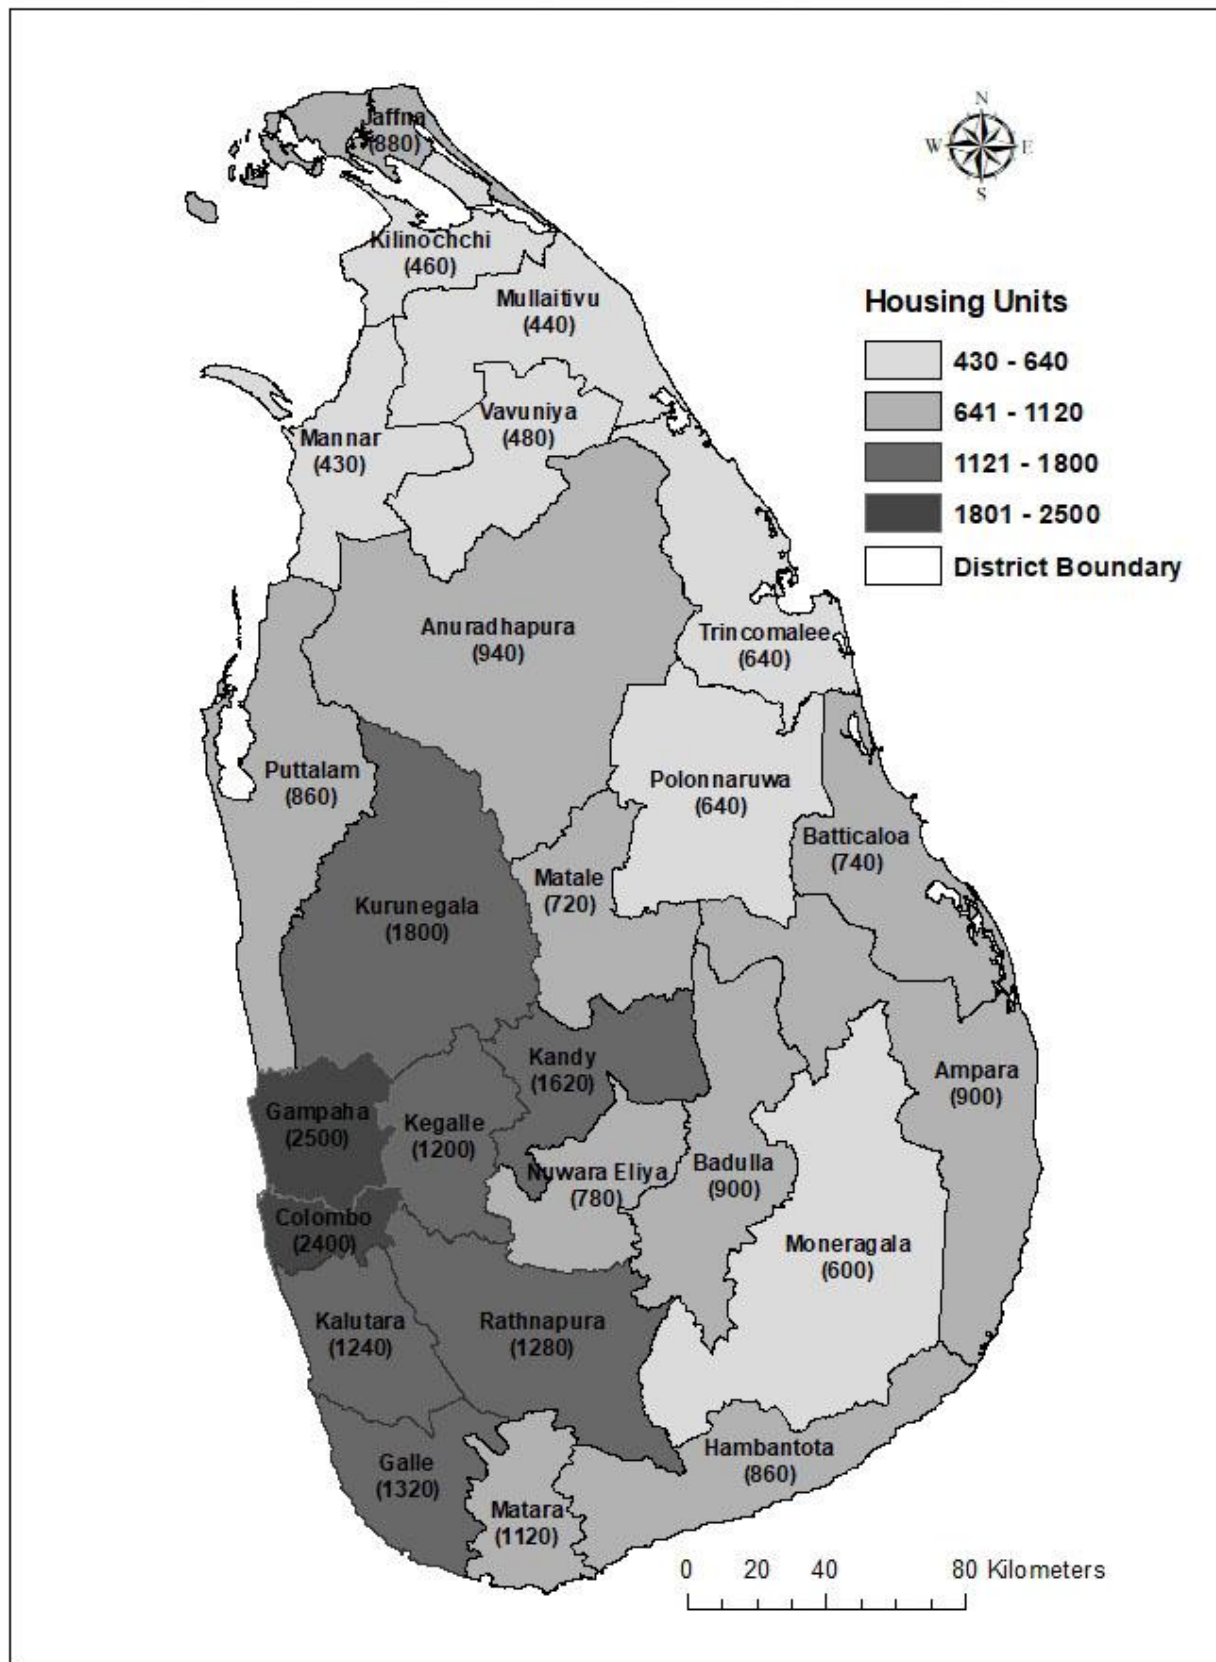 N
W
E
S
Jaffna
(880)
Kilinochchi
(460)
Mullaitivu
(440)
Housing Units
430 - 640
641 - 1120
1121 - 1800
1801 - 2500
District Boundary
Vavuniya
(480)
Mannar
(430)
Anuradhapura
(940)
Trincomalee
(640)
Puttalam
(860)
Polonnaruwa
(640)
Batticaloa
(740)
Matale
(720)
Kurunegala
(1800)
Kandy
(1620)
Ampara
(900)
Gampaha
(2500)
Kegalle
(1200)
Nuwara Eliya
(780)
Badulla
(900)
Colombo
(2400)
Moneragala
(600)
Kalutara
(1240)
Rathnapura
(1280)
Hambantota
(860)
Galle
(1320)
Matara
(1120)
0 20 40 80 Kilometers